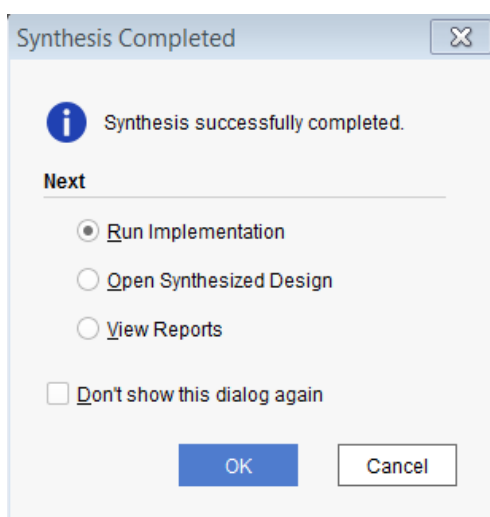 Synthesis Completed
Synthesis successfully completed.
Next
Run Implementation
Open Synthesized Design
View Reports
Don't show this dialog again
OK
Cancel